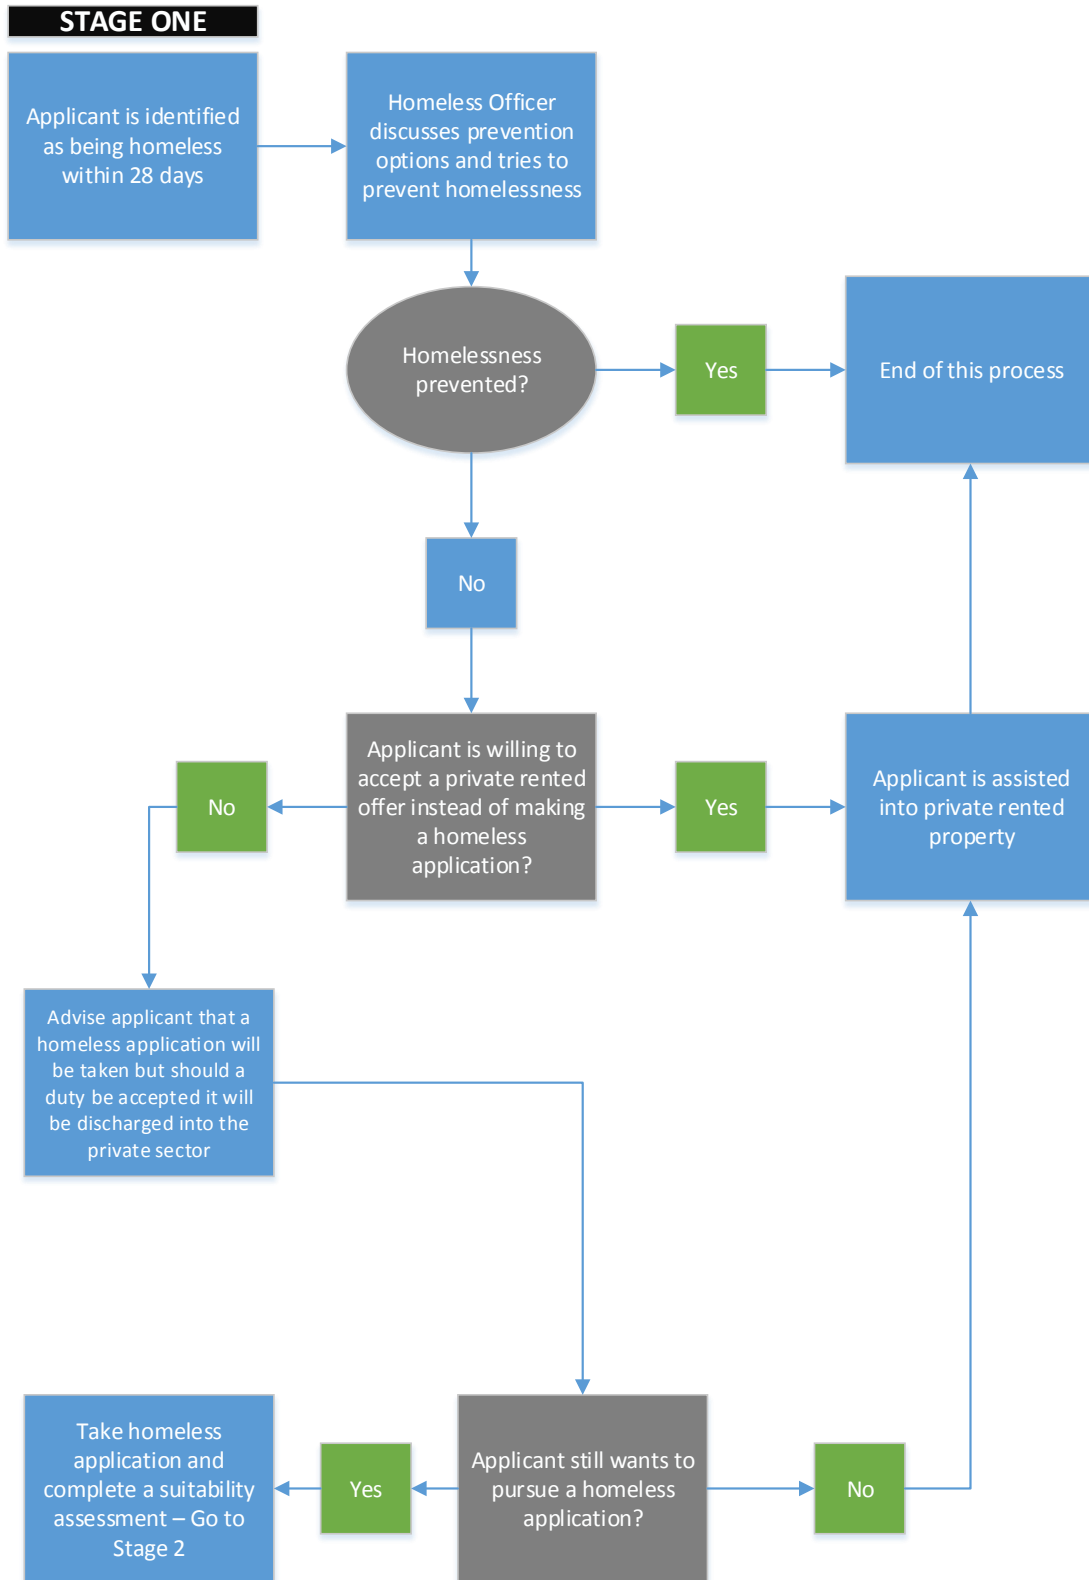 STAGE ONE
Applicant is identified
as being homeless
within 28 days
Homeless Officer
discusses prevention
options and tries to
prevent homelessness
Homelessness
prevented?
Yes
End of this process
No
Applicant is willing to
accept a private rented
offer instead of making
a homeless
application?
No
Yes
Applicant is assisted
into private rented
property
Advise applicant that a
homeless application will
be taken but should a
duty be accepted it will
be discharged into the
private sector
Take homeless
application and
complete a suitability
assessment – Go to
Stage 2
Yes
Applicant still wants to
pursue a homeless
application?
No